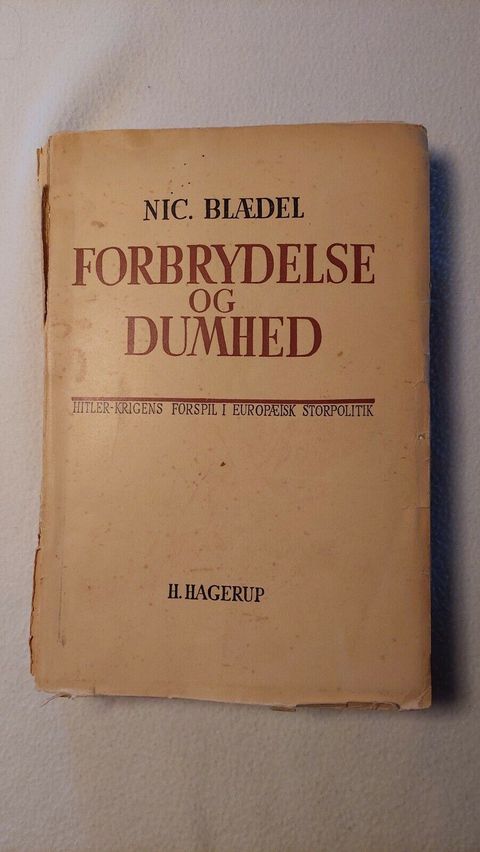 NIC. BLÆDEL
FORBRYDELSE
OG
DUMHED
HITLER-KRIGENS FORSPIL I EUROPÆISK STORPOLITIK
H. HAGERUP